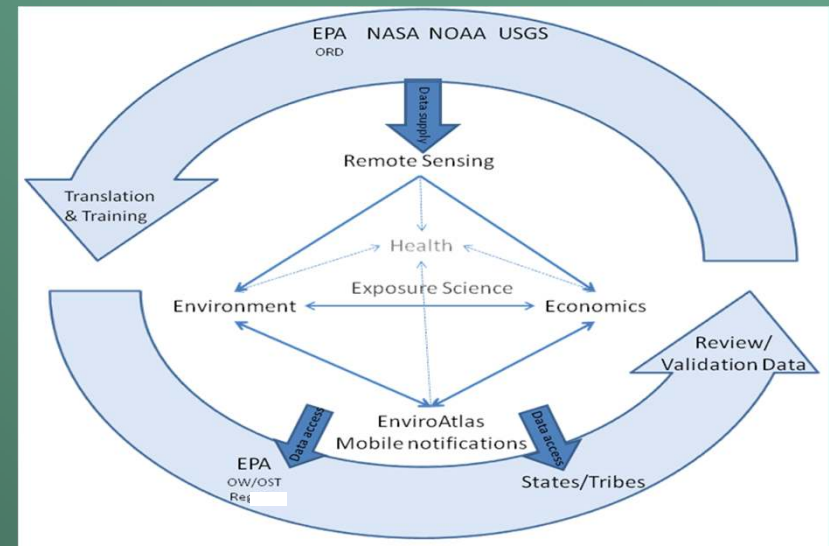 EPA NASA NOAA USGS
ORD
Data supply
Remote Sensing
Translation
& Training
Health
Exposure Science
Environment
Economics
Review/
Validation Data
EnviroAtlas
Mobile notifications
Data access
Data access
EPA
OW/OST
States/Tribes